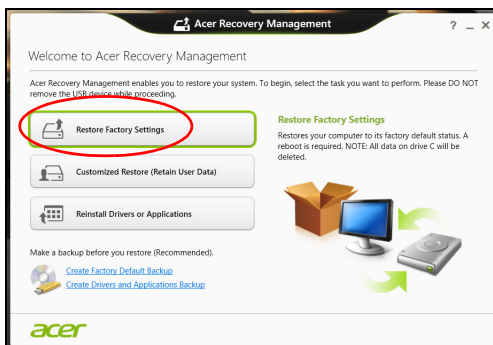 Acer Recovery Management
? _ X
Welcome to Acer Recovery Management
Acer Recovery Management enables you to restore your system. To begin, select the task you want to perform. Please DO NOT
remove the USB device while proceeding.
Restore Factory Settings
Customized Restore (Retain User Data)
Reinstall Drivers or Applications
Restore Factory Settings
Restores your computer to its factory default status. A
reboot is required. NOTE: All data on drive C will be
deleted.
Make a backup before you restore (Recommended).
Create Factory Default Backup
Create Drivers and Applications Backup
acer